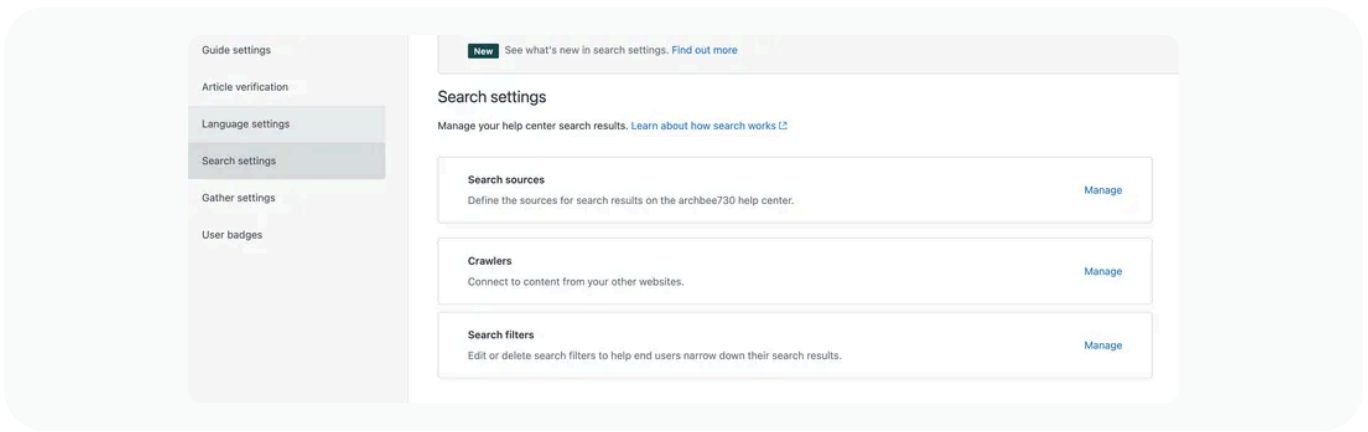 Guide settings
Article verification
Language settings
Search settings
Gather settings
User badges
New See what's new in search settings. Find out more
Search settings
Manage your help center search results. Learn about how search works
Search sources
Define the sources for search results on the archbee730 help center.
Manage
Crawlers
Connect to content from your other websites.
Manage
Search filters
Edit or delete search filters to help end users narrow down their search results.
Manage